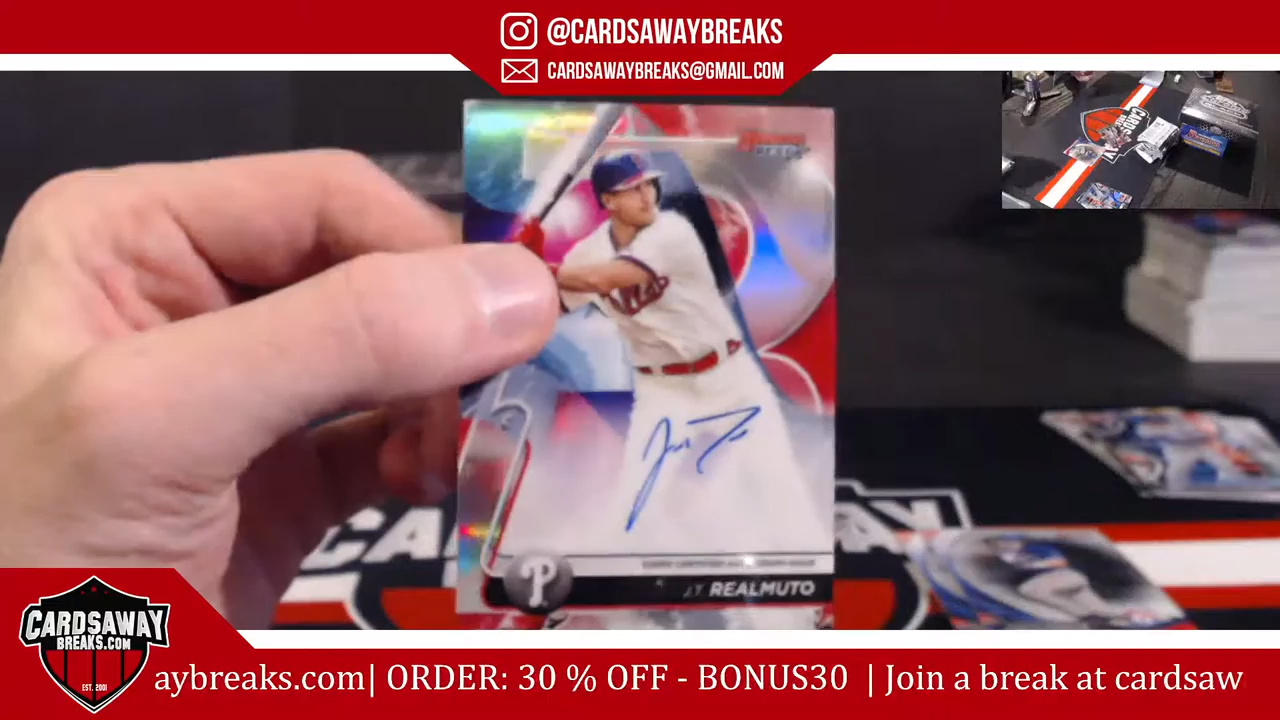 @CARDSAWAYBREAKS
CARDSAWAYBREAKS@GMAIL.COM
BEST
REALMUTO
P
CARDSAWAY
BREAKS.COM
EST. 2001
aybreaks.com| ORDER: 30 % OFF - BONUS30 | Join a break at cardsaw